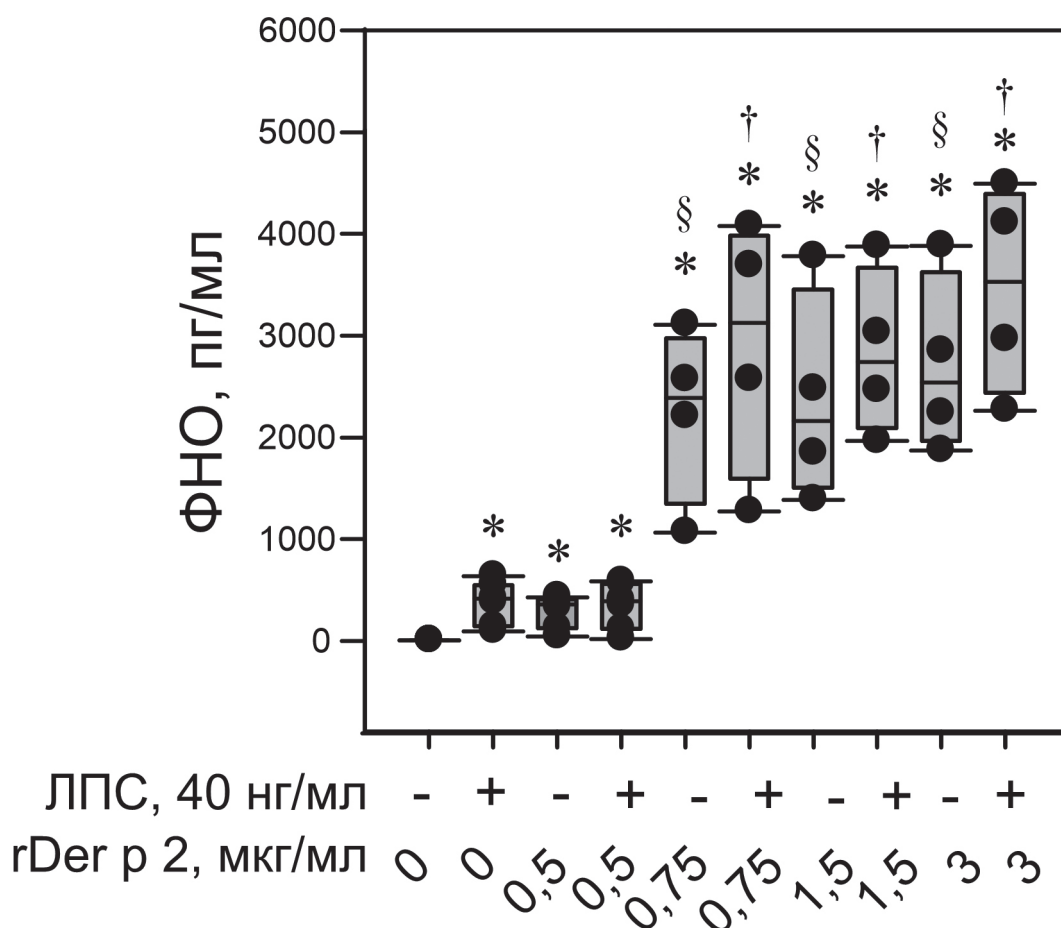 6000
5000
4000
3000
2000
1000
0
ФНО, пг/мл
† † †
§ § §
* * * * * * * * *
ЛПС, 40 нг/мл - + - + - + - + - +
rDer p 2, мкг/мл 0 0 0,5 0,5 0,75 0,75 1,5 1,5 3 3